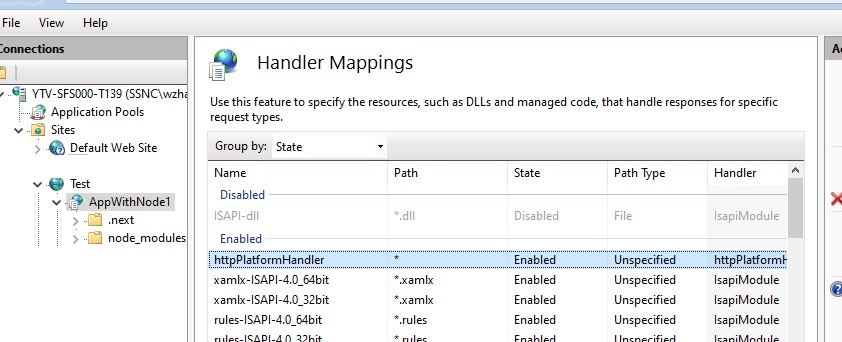 File View Help
Connections
YTV-SFS000-T139 (SSNC\wzha
Application Pools
Sites
Default Web Site
Test
AppWithNode1
.next
node_modules
Handler Mappings
Use this feature to specify the resources, such as DLLs and managed code, that handle responses for specific
request types.
Group by: State
Name Path State Path Type Handler
Disabled
ISAPI-dll *.dll Disabled File IsapiModule
Enabled
httpPlatformHandler * Enabled Unspecified httpPlatformH
xamlx-ISAPI-4.0_64bit *.xamlx Enabled Unspecified IsapiModule
xamlx-ISAPI-4.0_32bit *.xamlx Enabled Unspecified IsapiModule
rules-ISAPI-4.0_64bit *.rules Enabled Unspecified IsapiModule
rules-ISAPI-4.0_32bit *.rules Enabled Unspecified IsapiModule